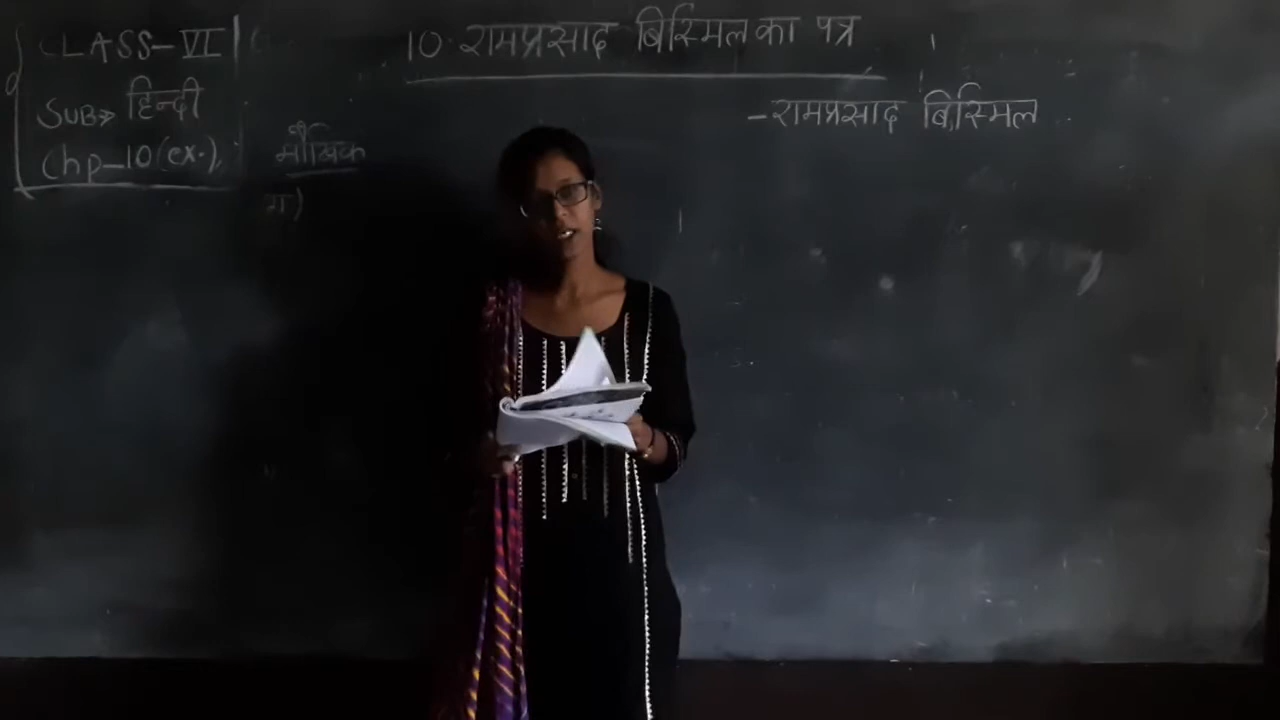 CLASS-VI
SUB⇒ हिन्दी
Chp-10(ex.)
10. रामप्रसाद बिस्मिल का पत्र
-रामप्रसाद बिस्मिल
मौखिक